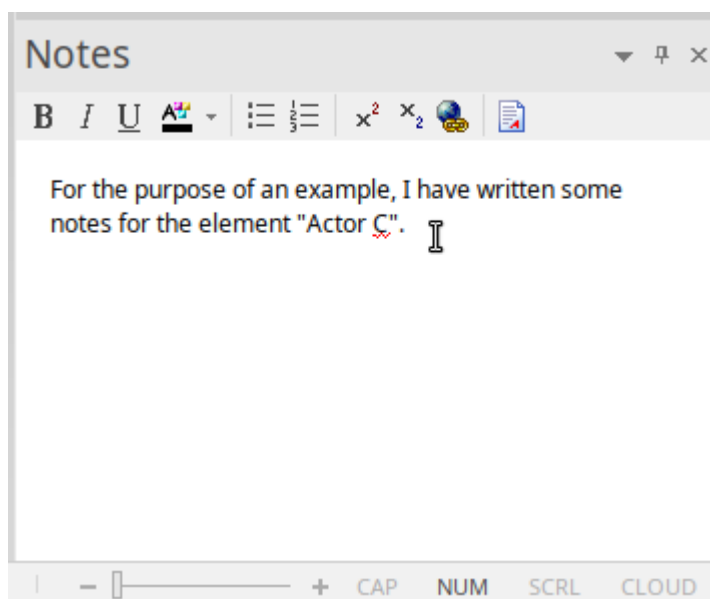 Notes
B I U A
x² x₂
For the purpose of an example, I have written some
notes for the element "Actor C".
CAP NUM SCRL CLOUD